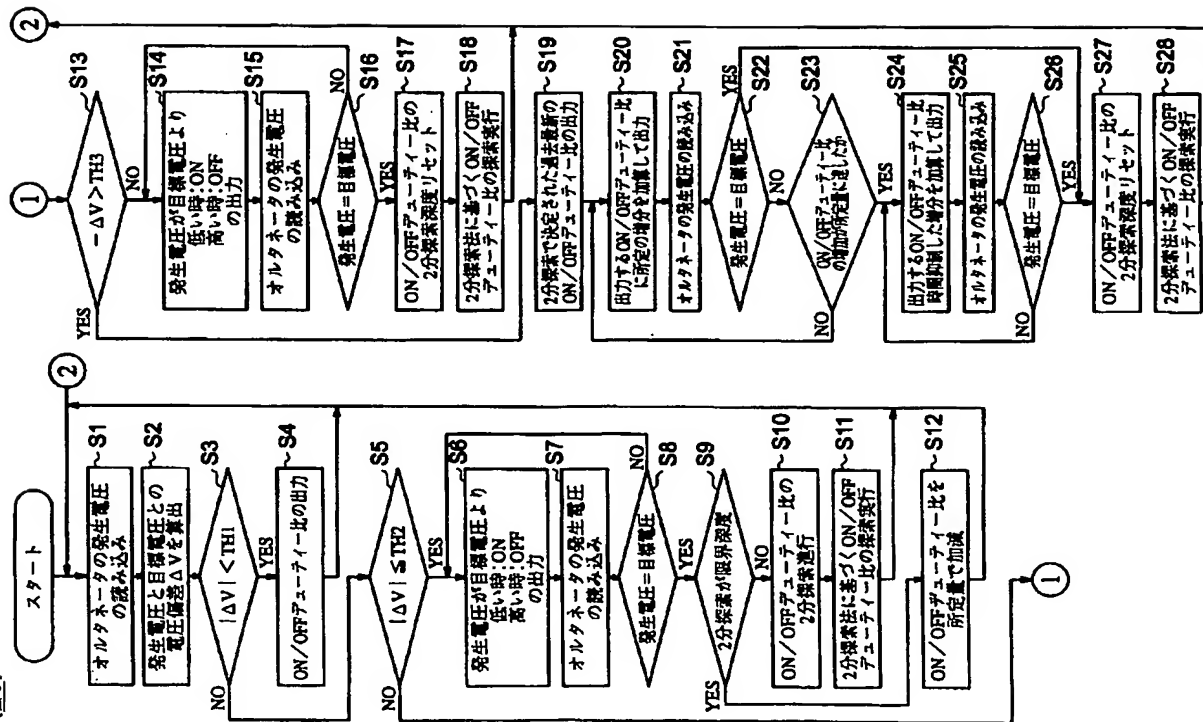 スタート
②
オルタネータの発生電圧
の読み込み
S1
発生電圧と目標電圧との
電圧偏差ΔVを算出
S2
|ΔV|<TH1
S3
NO
YES
ON/OFFデューティー比の出力
S4
|ΔV|≦TH2
S5
NO
YES
発生電圧が目標電圧より
低い時:ON
高い時:OFF
の出力
S6
オルタネータの発生電圧
の読み込み
S7
発生電圧=目標電圧
S8
NO
YES
2分探索が限界深度
S9
YES
NO
ON/OFFデューティー比の
2分探索進行
S10
2分探索法に基づくON/OFF
デューティー比の探索実行
S11
ON/OFFデューティー比を
所定量で加減
S12
①
①
②
-ΔV>TH3
S13
YES
NO
発生電圧が目標電圧より
低い時:ON
高い時:OFF
の出力
S14
オルタネータの発生電圧
の読み込み
S15
発生電圧=目標電圧
S16
NO
YES
ON/OFFデューティー比の
2分探索深度リセット
S17
2分探索法に基づくON/OFF
デューティー比の探索実行
S18
2分探索で決定された過去最新の
ON/OFFデューティー比の出力
S19
出力するON/OFFデューティー比
に所定の増分を加算して出力
S20
オルタネータの発生電圧の読み込み
S21
発生電圧=目標電圧
S22
YES
NO
ON/OFFデューティー比
の増加が所定量に達したか
S23
NO
YES
出力するON/OFFデューティー比
時間抑制した増分を加算して出力
S24
オルタネータの発生電圧の読み込み
S25
発生電圧=目標電圧
S26
NO
YES
ON/OFFデューティー比の
2分探索深度リセット
S27
2分探索法に基づくON/OFF
デューティー比の探索実行
S28